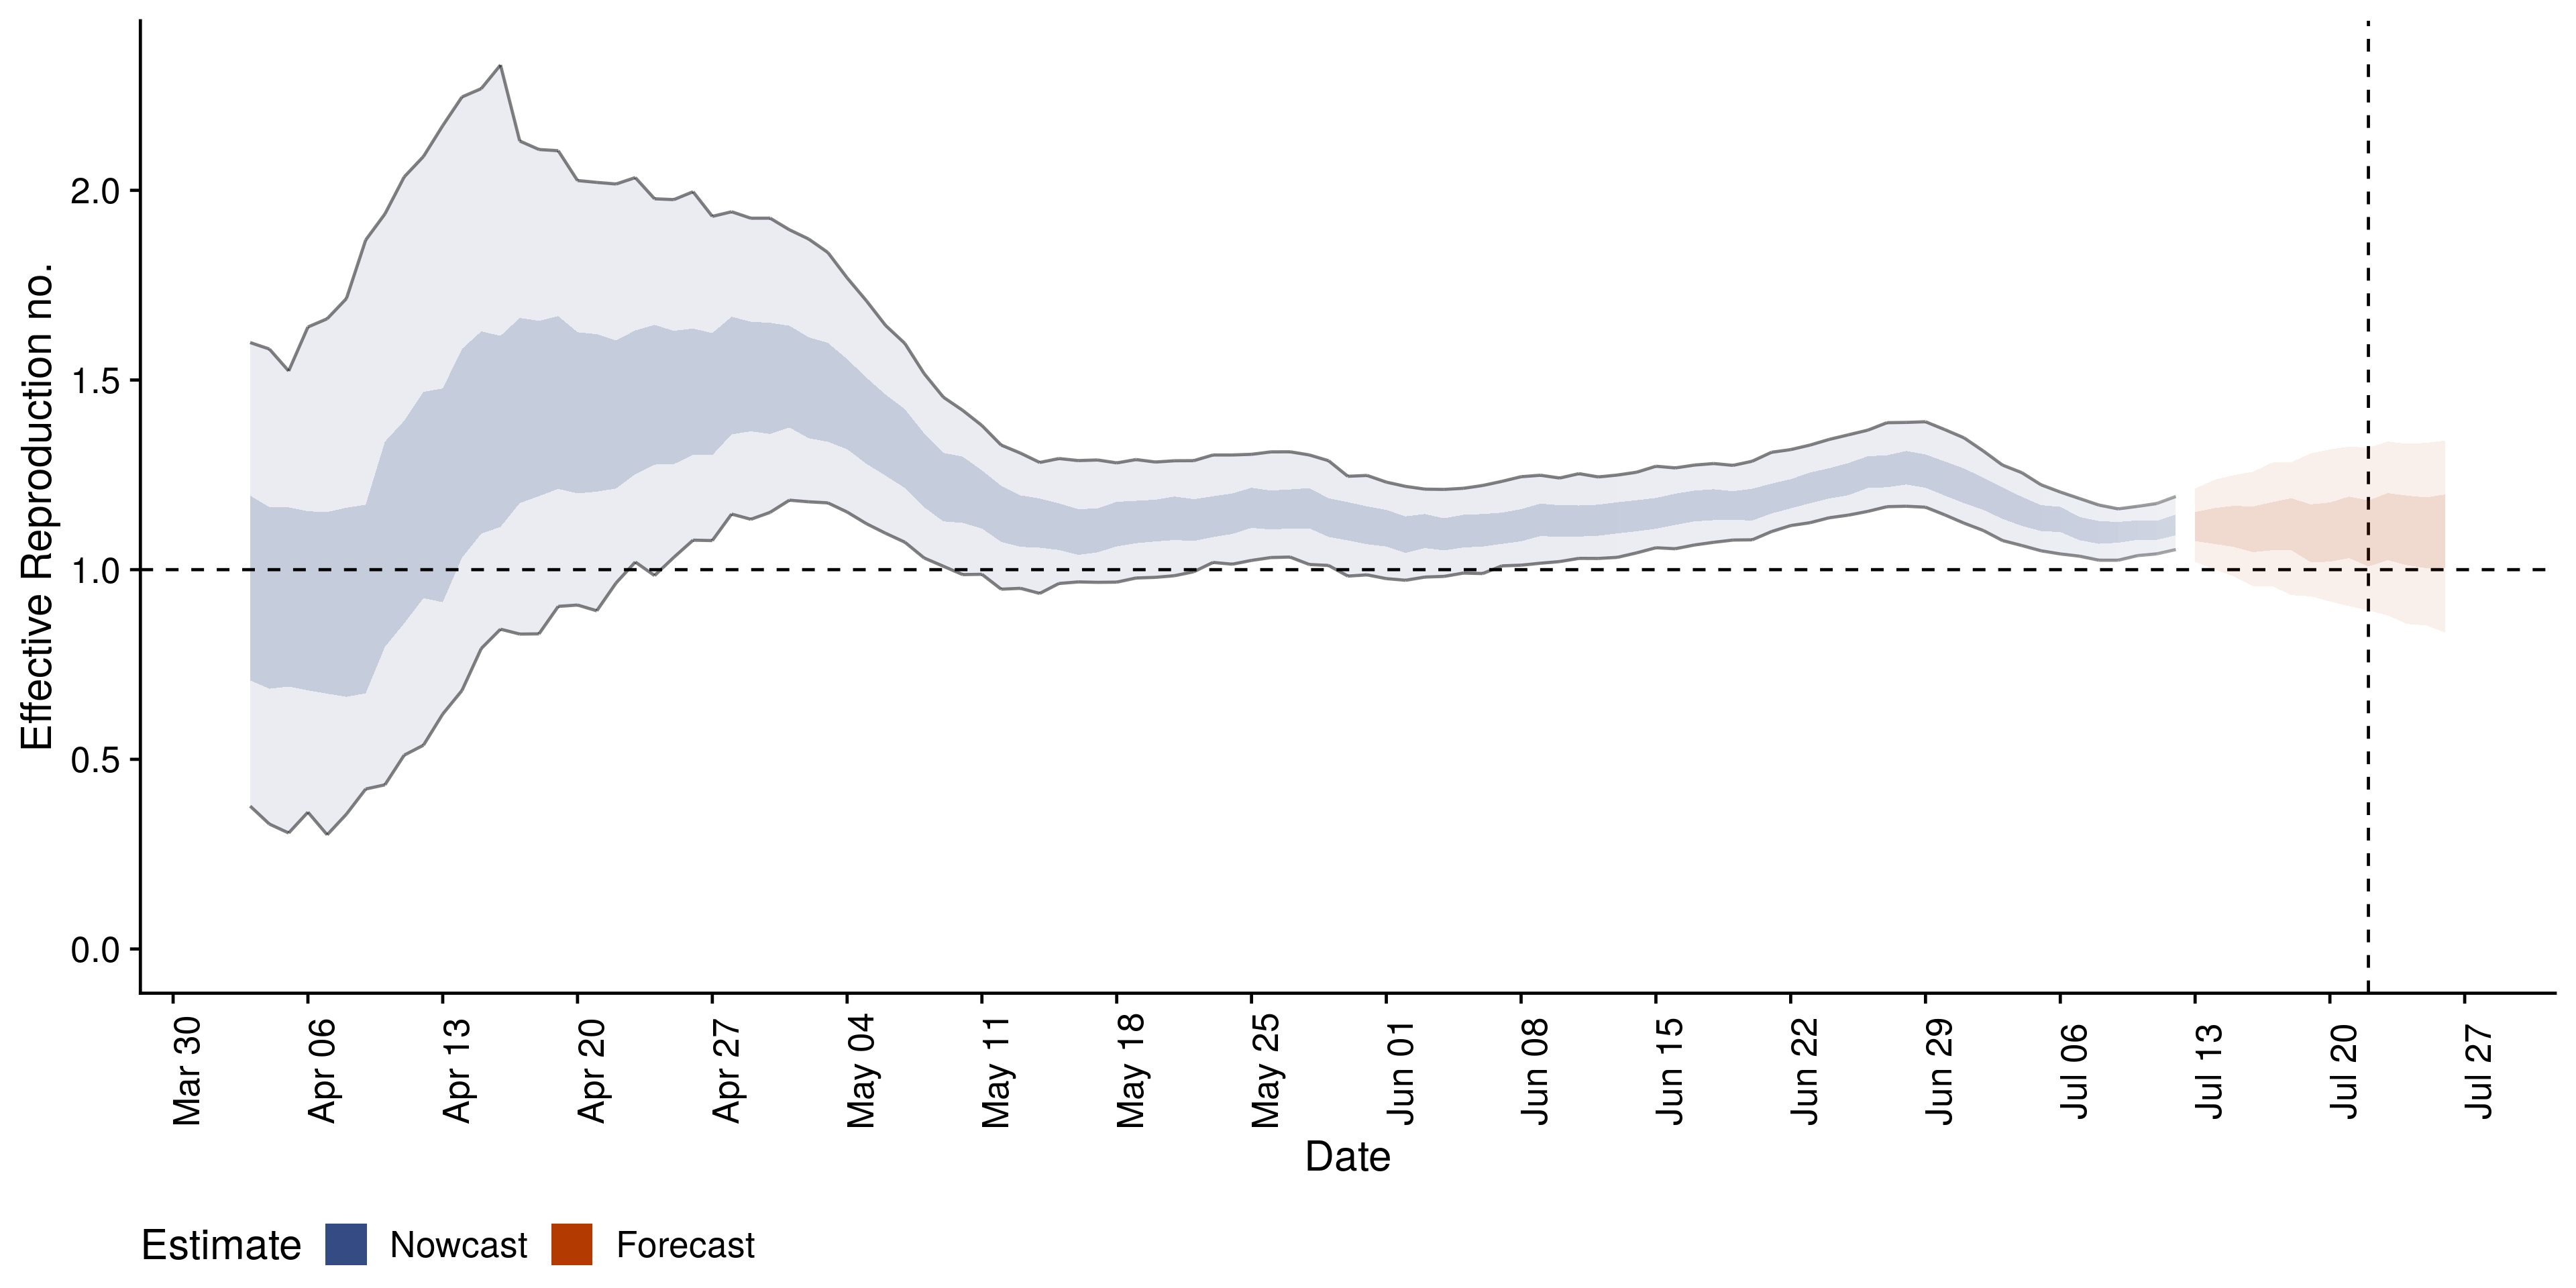 Effective Reproduction no.
2.0
1.5
1.0
0.5
0.0
Mar 30
Apr 06
Apr 13
Apr 20
Apr 27
May 04
May 11
May 18
May 25
Jun 01
Jun 08
Jun 15
Jun 22
Jun 29
Jul 06
Jul 13
Jul 20
Jul 27
Date
Estimate Nowcast Forecast